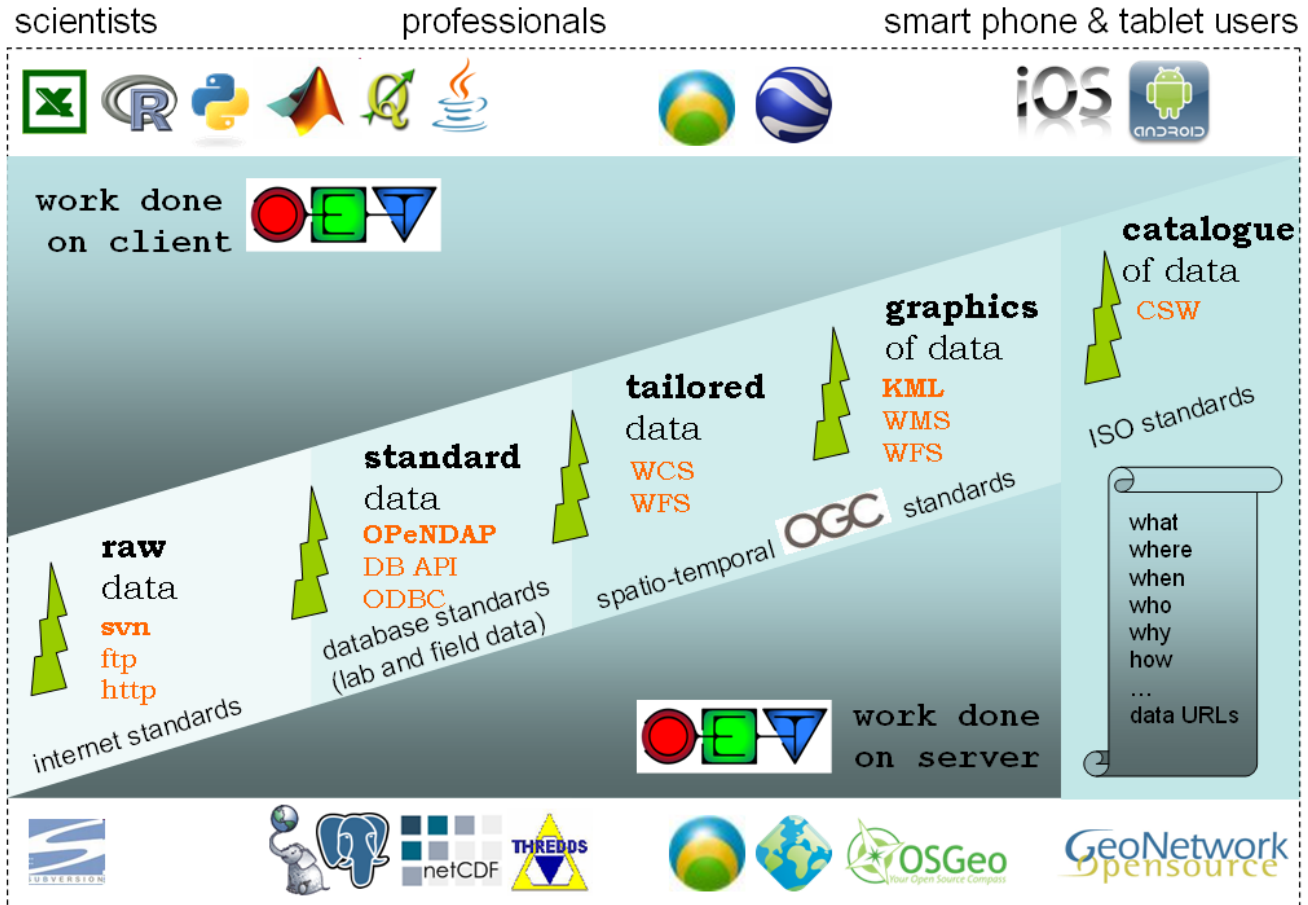 scientists
professionals
smart phone & tablet users
X
R
Q
iOS
ANDROID
work done
on client
OET
catalogue
of data
CSW
ISO standards
graphics
of data
KML
WMS
WFS
tailored
data
WCS
WFS
spatio-temporal OGC standards
standard
data
OPeNDAP
DB API
ODBC
database standards
(lab and field data)
raw
data
svn
ftp
http
internet standards
what
where
when
who
why
how
...
data URLs
OET
work done
on server
SUBVERSION
netCDF
THREDDS
OSGeo
Your Open Source Compass
GeoNetwork
Opensource